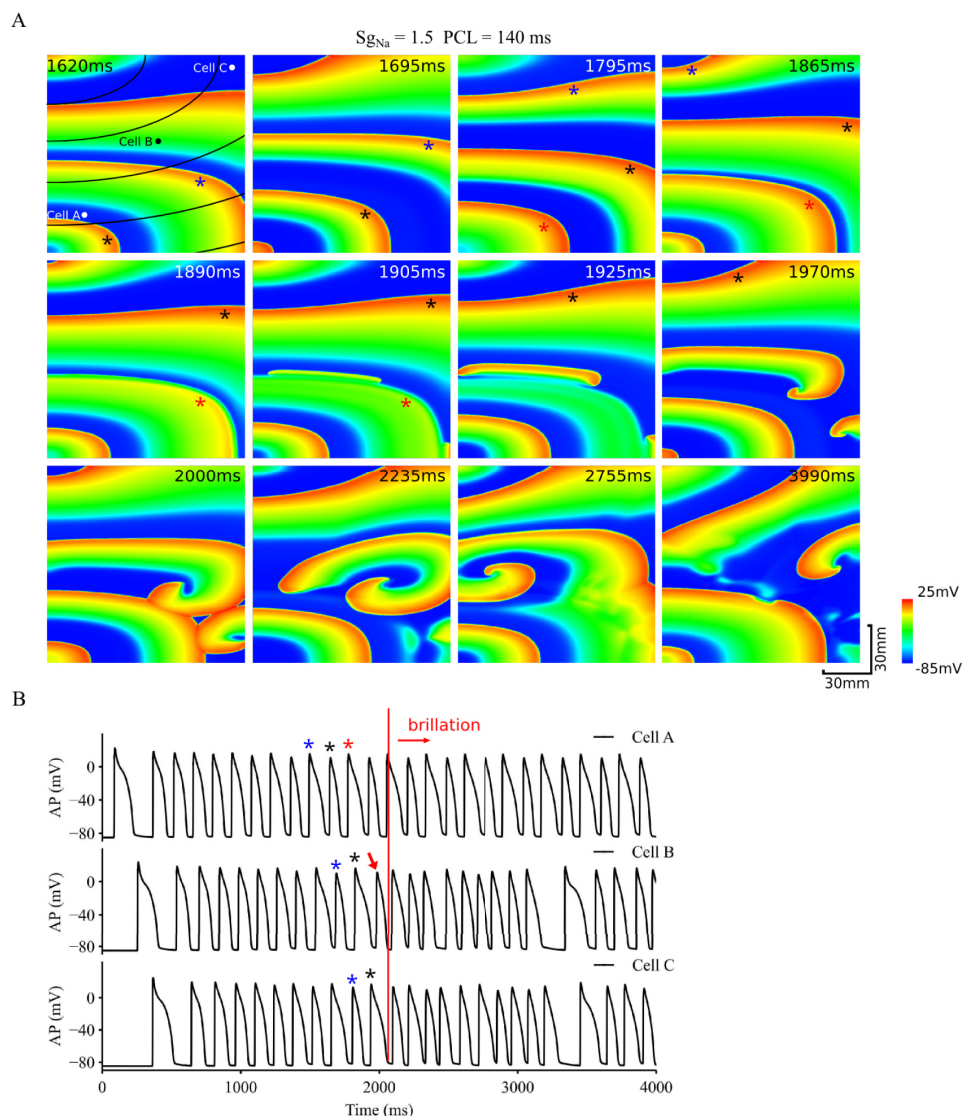 A
Sg_Na = 1.5 PCL = 140 ms
1620ms
1695ms
1795ms
1865ms
Cell C
Cell B
Cell A
*
*
*
*
*
*
*
*
*
*
1890ms
1905ms
1925ms
1970ms
*
*
*
*
*
*
2000ms
2235ms
2755ms
3990ms
25mV
-85mV
30mm
30mm
B
brillation
* * *
Cell A
AP (mV)
0
−40
−80
* *
Cell B
AP (mV)
0
−40
−80
* *
Cell C
AP (mV)
0
−40
−80
0 1000 2000 3000 4000
Time (ms)